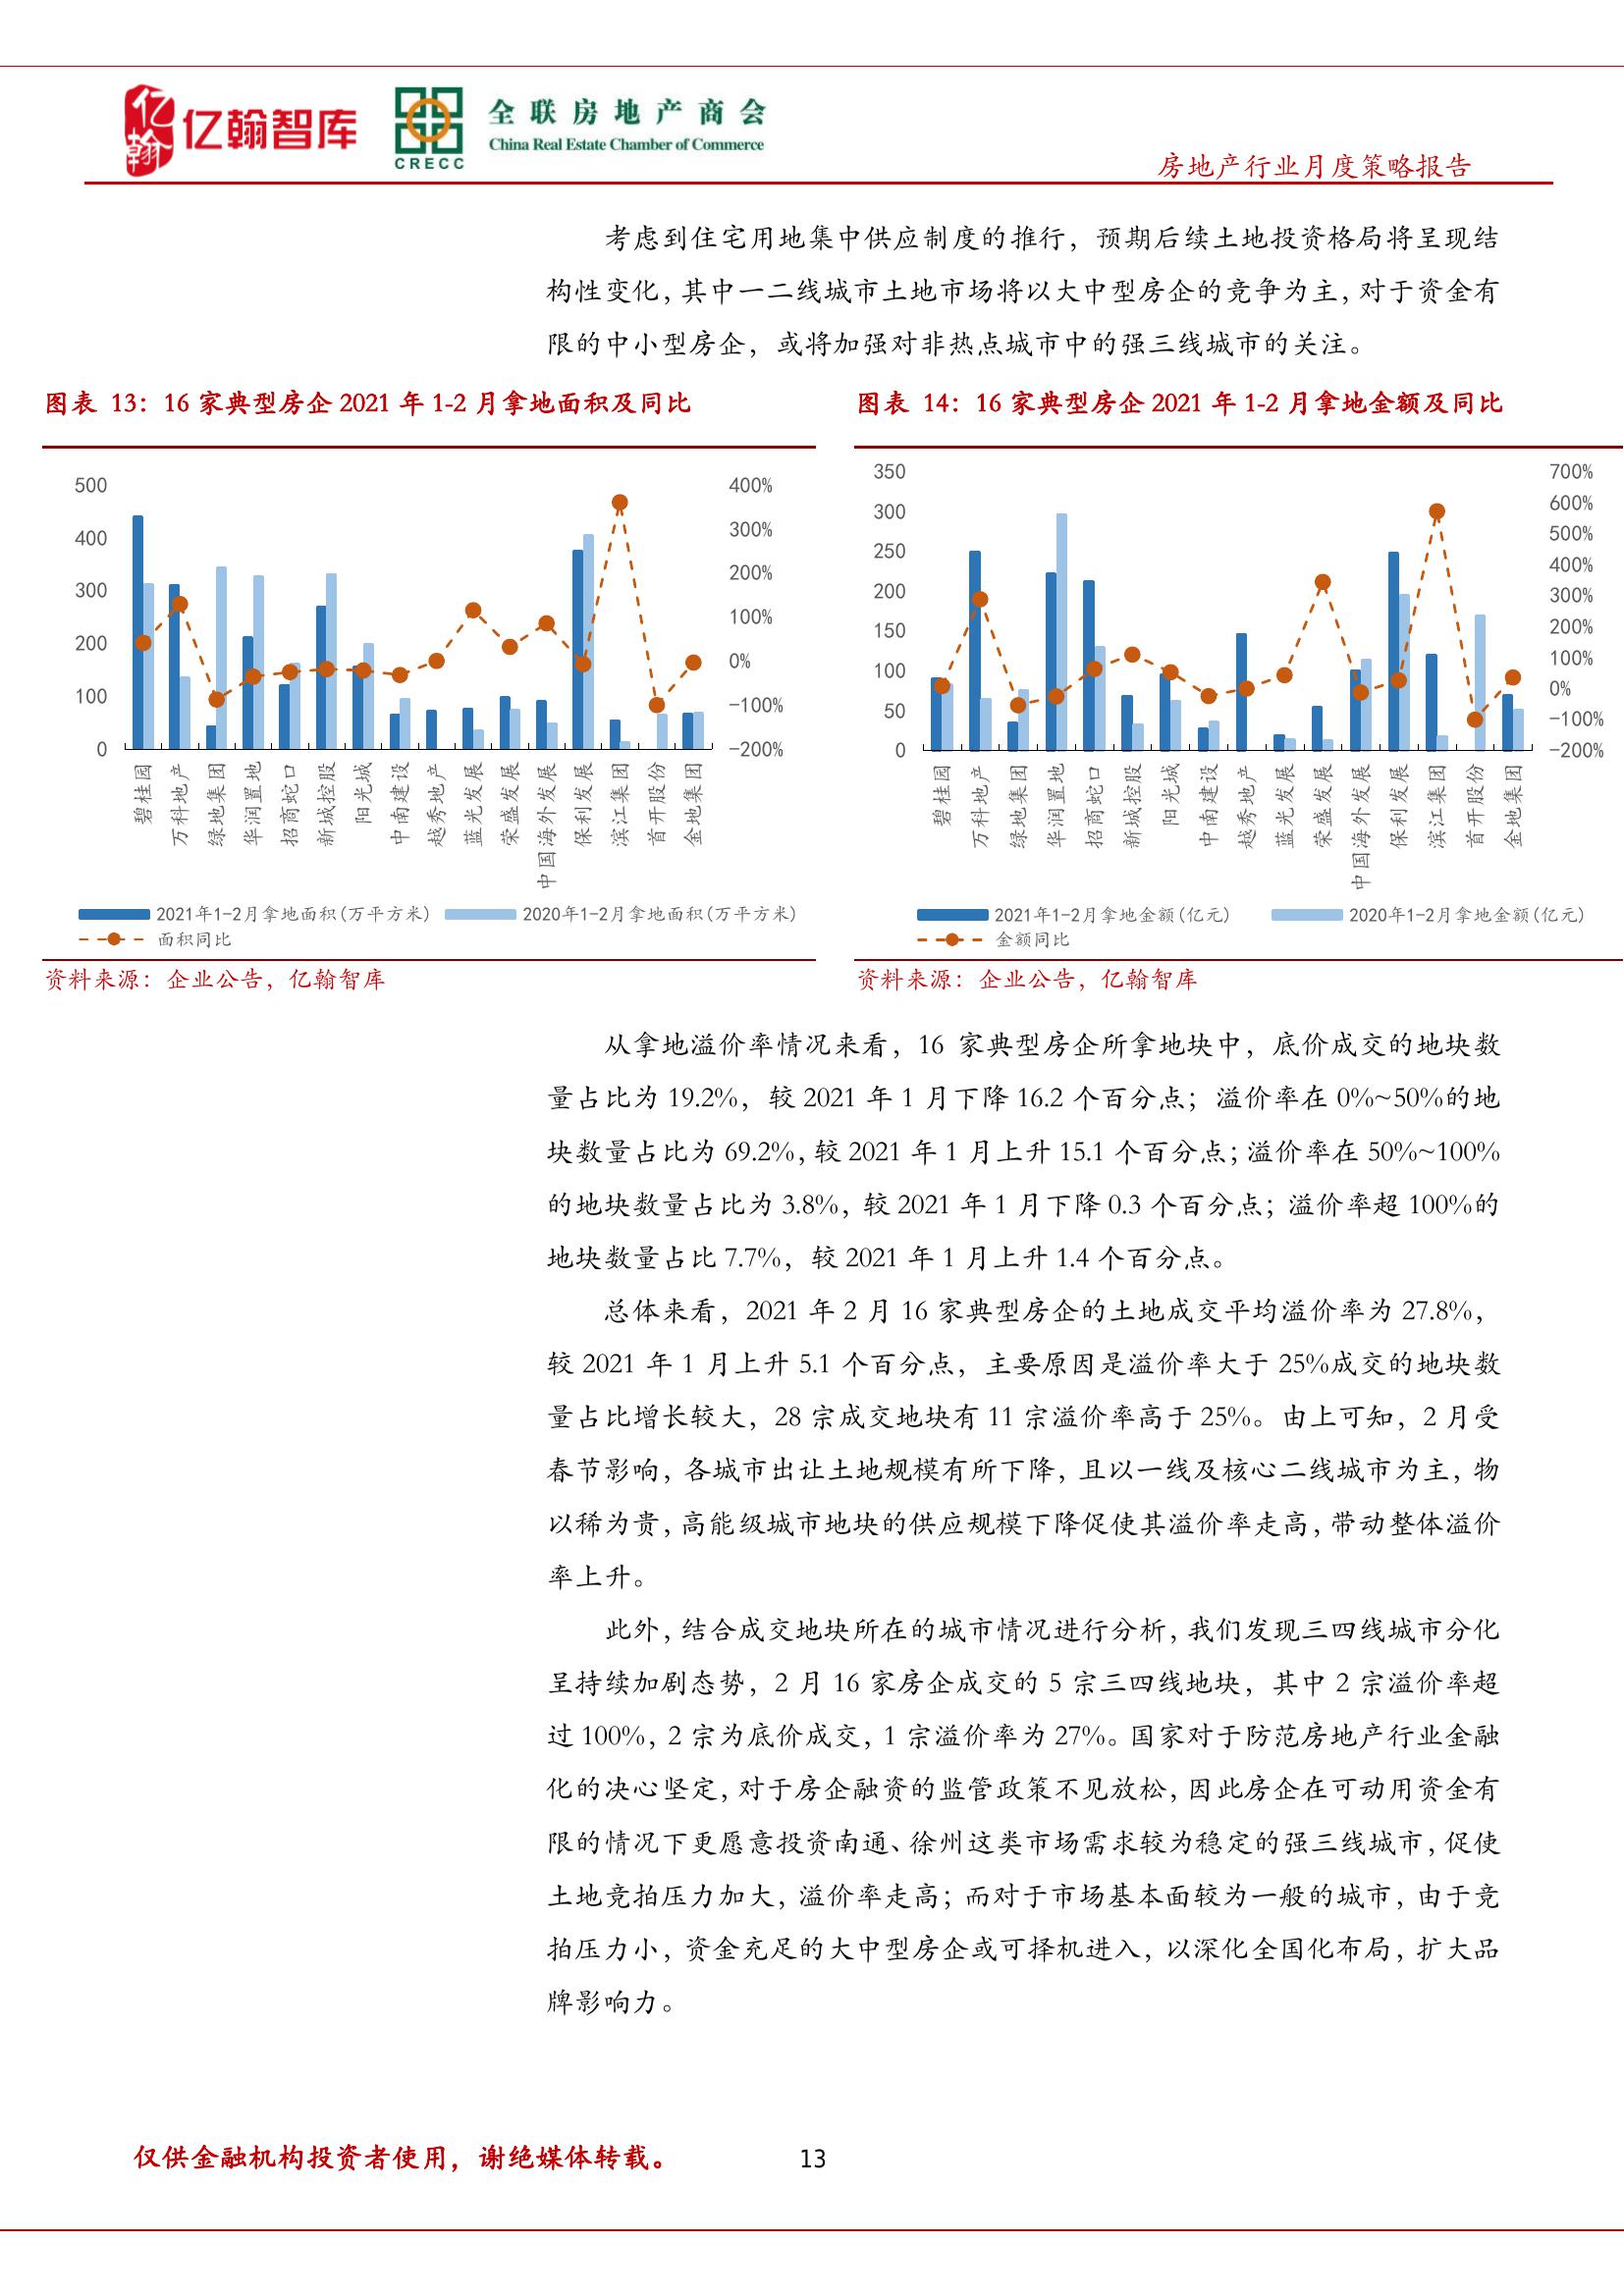 亿翰
亿翰智库
CRECC
全联房地产商会
China Real Estate Chamber of Commerce
房地产行业月度策略报告
考虑到住宅用地集中供应制度的推行，预期后续土地投资格局将呈现结
构性变化，其中一二线城市土地市场将以大中型房企的竞争为主，对于资金有
限的中小型房企，或将加强对非热点城市中的强三线城市的关注。
图表 13：16 家典型房企 2021 年 1-2 月拿地面积及同比
500
400
300
200
100
0
400%
300%
200%
100%
0%
-100%
-200%
碧桂园
万科地产
绿地集团
华润置地
招商蛇口
新城控股
阳光城
中南建设
越秀地产
蓝光发展
荣盛发展
中国海外发展
保利发展
滨江集团
首开股份
金地集团
2021年1-2月拿地面积(万平方米)
2020年1-2月拿地面积(万平方米)
面积同比
资料来源：企业公告，亿翰智库
图表 14：16 家典型房企 2021 年 1-2 月拿地金额及同比
350
300
250
200
150
100
50
0
700%
600%
500%
400%
300%
200%
100%
0%
-100%
-200%
碧桂园
万科地产
绿地集团
华润置地
招商蛇口
新城控股
阳光城
中南建设
越秀地产
蓝光发展
荣盛发展
中国海外发展
保利发展
滨江集团
首开股份
金地集团
2021年1-2月拿地金额(亿元)
2020年1-2月拿地金额(亿元)
金额同比
资料来源：企业公告，亿翰智库
从拿地溢价率情况来看，16 家典型房企所拿地块中，底价成交的地块数
量占比为 19.2%，较 2021 年 1 月下降 16.2 个百分点；溢价率在 0%~50%的地
块数量占比为 69.2%，较 2021 年 1 月上升 15.1 个百分点；溢价率在 50%~100%
的地块数量占比为 3.8%，较 2021 年 1 月下降 0.3 个百分点；溢价率超 100%的
地块数量占比 7.7%，较 2021 年 1 月上升 1.4 个百分点。
总体来看，2021 年 2 月 16 家典型房企的土地成交平均溢价率为 27.8%，
较 2021 年 1 月上升 5.1 个百分点，主要原因是溢价率大于 25%成交的地块数
量占比增长较大，28 宗成交地块有 11 宗溢价率高于 25%。由上可知，2 月受
春节影响，各城市出让土地规模有所下降，且以一线及核心二线城市为主，物
以稀为贵，高能级城市地块的供应规模下降促使其溢价率走高，带动整体溢价
率上升。
此外，结合成交地块所在的城市情况进行分析，我们发现三四线城市分化
呈持续加剧态势，2 月 16 家房企成交的 5 宗三四线地块，其中 2 宗溢价率超
过 100%，2 宗为底价成交，1 宗溢价率为 27%。国家对于防范房地产行业金融
化的决心坚定，对于房企融资的监管政策不见放松，因此房企在可动用资金有
限的情况下更愿意投资南通、徐州这类市场需求较为稳定的强三线城市，促使
土地竞拍压力加大，溢价率走高；而对于市场基本面较为一般的城市，由于竞
拍压力小，资金充足的大中型房企或可择机进入，以深化全国化布局，扩大品
牌影响力。
仅供金融机构投资者使用，谢绝媒体转载。
13